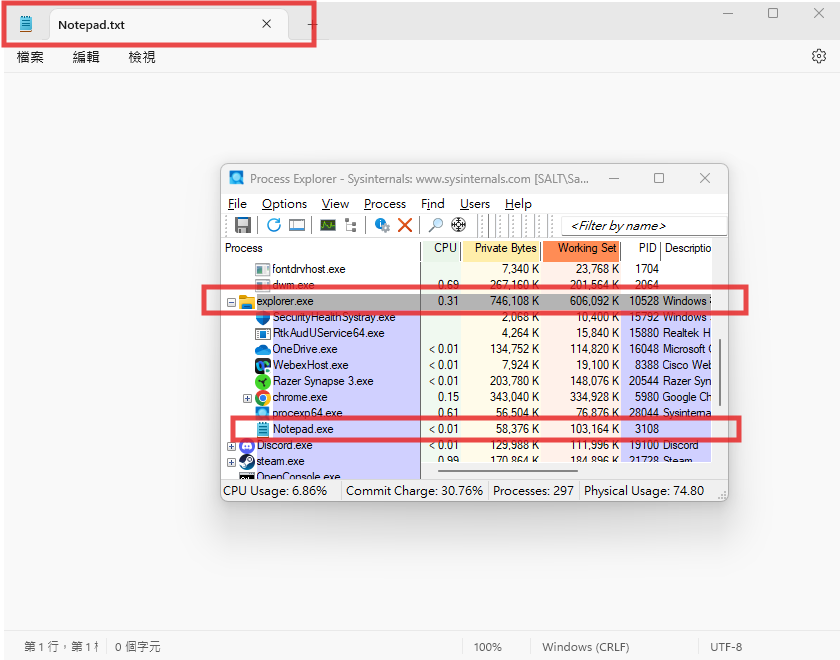 Notepad.txt
檔案 編輯 檢視
Process Explorer - Sysinternals: www.sysinternals.com [SALT\Sa...
File Options View Process Find Users Help
<Filter by name>
Process CPU Private Bytes Working Set PID Descriptio
fontdrvhost.exe 7,340 K 23,768 K 1704
dwm.exe 0.69 267,160 K 201,564 K 2064
explorer.exe 0.31 746,108 K 606,092 K 10528 Windows
SecurityHealthSystray.exe 2,068 K 10,400 K 15792 Windows
RtkAudUService64.exe 4,264 K 15,840 K 15880 Realtek H
OneDrive.exe < 0.01 134,752 K 114,820 K 16048 Microsoft
WebexHost.exe < 0.01 7,924 K 19,100 K 8388 Cisco Web
Razer Synapse 3.exe < 0.01 203,780 K 148,076 K 20544 Razer Syn
chrome.exe 0.15 343,040 K 334,928 K 5980 Google Ch
procexp64.exe 0.61 56,504 K 76,876 K 28044 Sysinterna
Notepad.exe < 0.01 58,376 K 103,164 K 3108
Discord.exe < 0.01 129,988 K 111,996 K 19100 Discord
steam.exe 0.99 170,864 K 184,896 K 21728 Steam
OpenConsole.exe
CPU Usage: 6.86% Commit Charge: 30.76% Processes: 297 Physical Usage: 74.80
第 1 行，第 1 0 個字元 100% Windows (CRLF) UTF-8